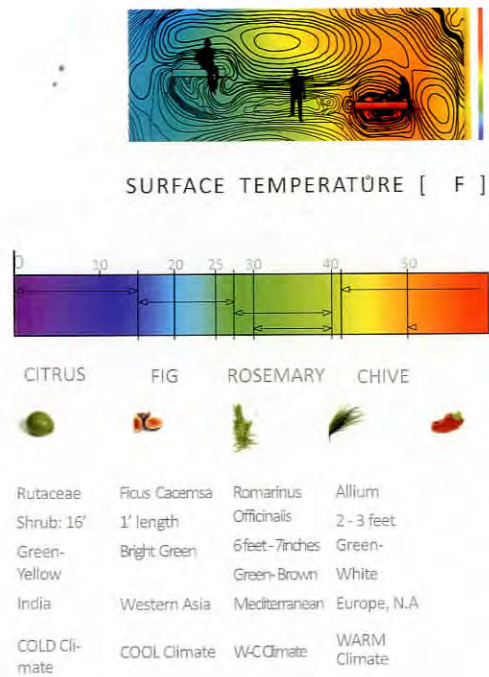 SURFACE TEMPERATURE [ F ]
0 10 20 25 30 40 50
CITRUS FIG ROSEMARY CHIVE
Rutaceae
Shrub: 16'
Green-
Yellow
India
COLD Cli-
mate
Ficus Cacemsa
1' length
Bright Green
Western Asia
COOL Climate
Romarinus
Officinalis
6feet-7inches
Green-Brown
Mediterranean
W-C Climate
Allium
2 - 3 feet
Green-
White
Europe, N.A
WARM
Climate